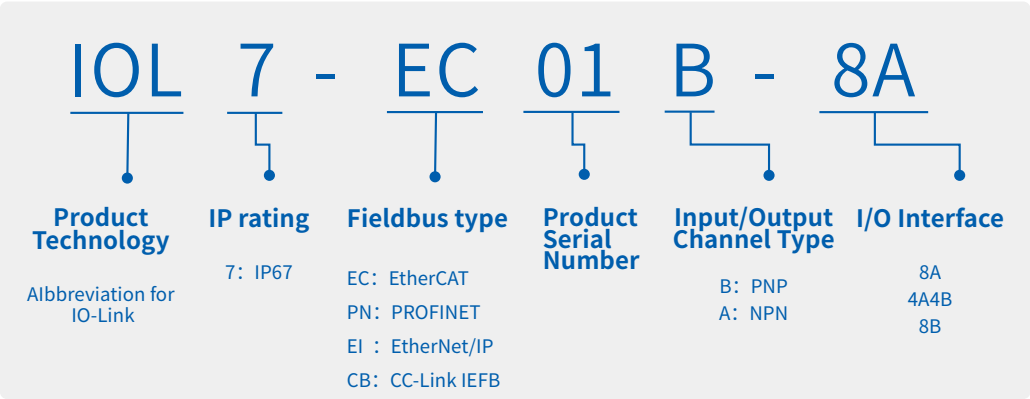 IOL 7 - EC 01 B - 8A
Product
Technology
AIbbreviation for
IO-Link
IP rating
7：IP67
Fieldbus type
EC：EtherCAT
PN：PROFINET
EI ：EtherNet/IP
CB：CC-Link IEFB
Product
Serial
Number
Input/Output
Channel Type
B：PNP
A：NPN
I/O Interface
8A
4A4B
8B